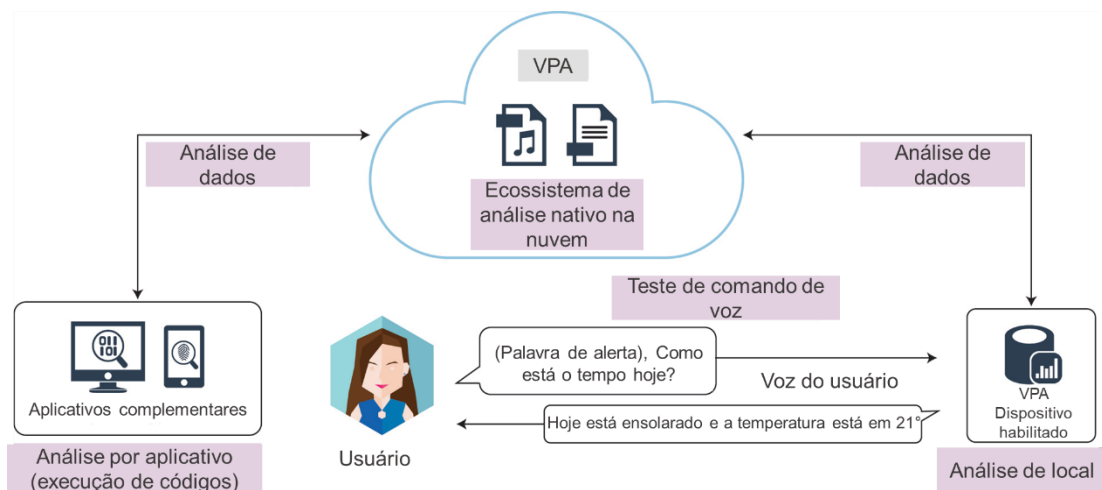 VPA
Análise de
dados
Análise de
dados
Ecossistema de
análise nativo na
nuvem
Teste de comando de
voz
(Palavra de alerta), Como
está o tempo hoje?
Voz do usuário
Hoje está ensolarado e a temperatura está em 21°
Aplicativos complementares
Análise por aplicativo
(execução de códigos)
Usuário
VPA
Dispositivo
habilitado
Análise de local